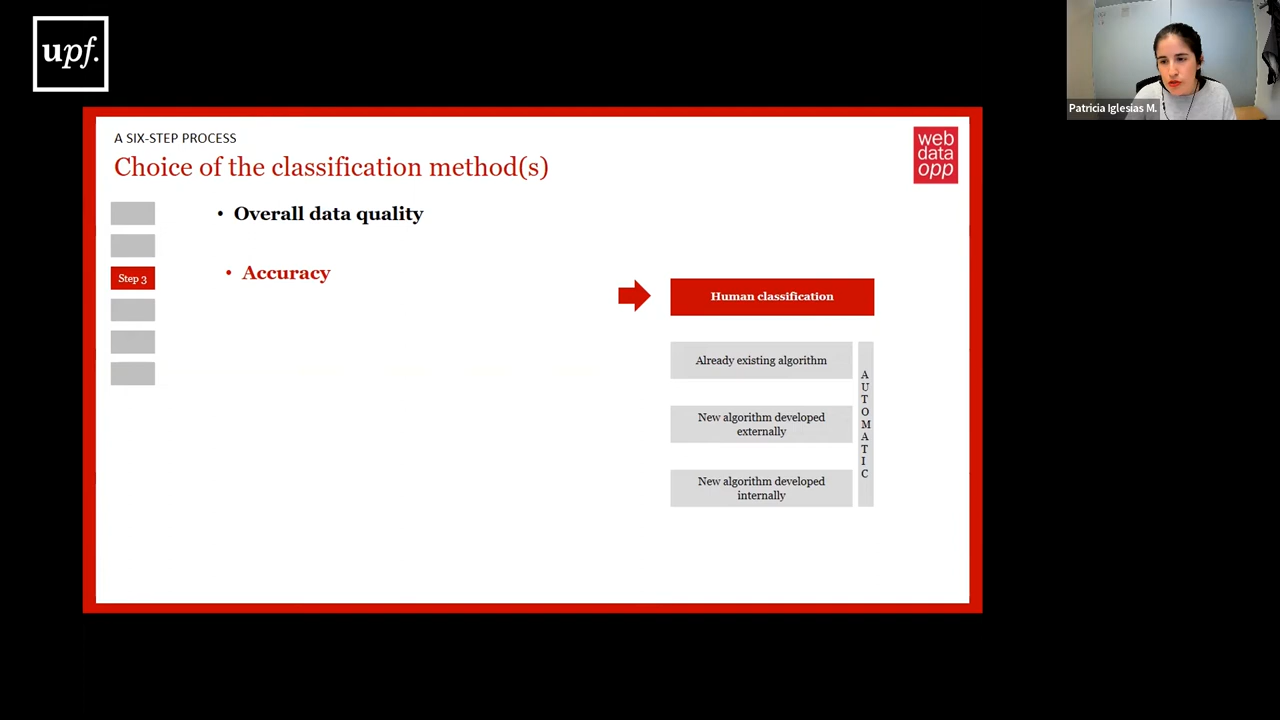 upf.
Patricia Iglesias M.
A SIX-STEP PROCESS
Choice of the classification method(s)
web
data
opp
• Overall data quality
Step 3
• Accuracy
Human classification
Already existing algorithm
New algorithm developed
externally
New algorithm developed
internally
AUTOMATIC